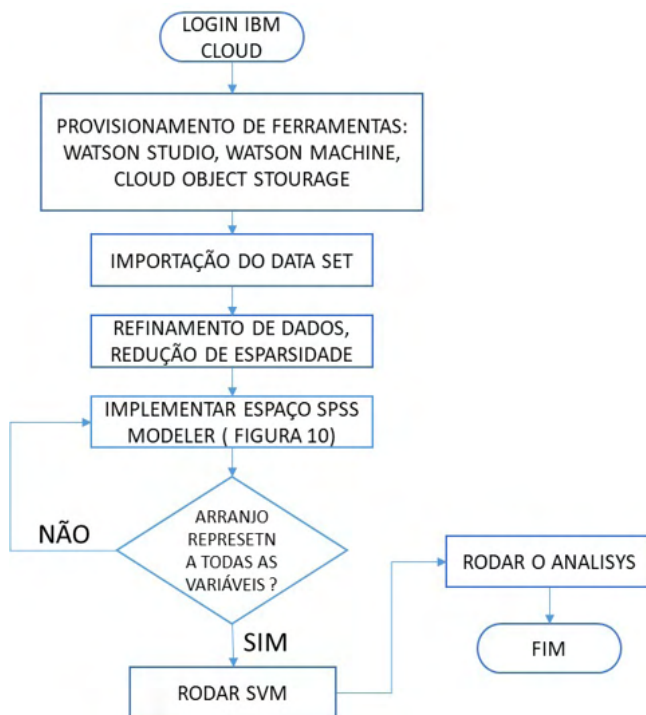 LOGIN IBM
CLOUD
PROVISIONAMENTO DE FERRAMENTAS:
WATSON STUDIO, WATSON MACHINE,
CLOUD OBJECT STOURAGE
IMPORTAÇÃO DO DATA SET
REFINAMENTO DE DADOS,
REDUÇÃO DE ESPARSIDADE
IMPLEMENTAR ESPAÇO SPSS
MODELER ( FIGURA 10)
ARRANJO
REPRESETN
A TODAS AS
VARIÁVEIS ?
NÃO
SIM
RODAR SVM
RODAR O ANALISYS
FIM